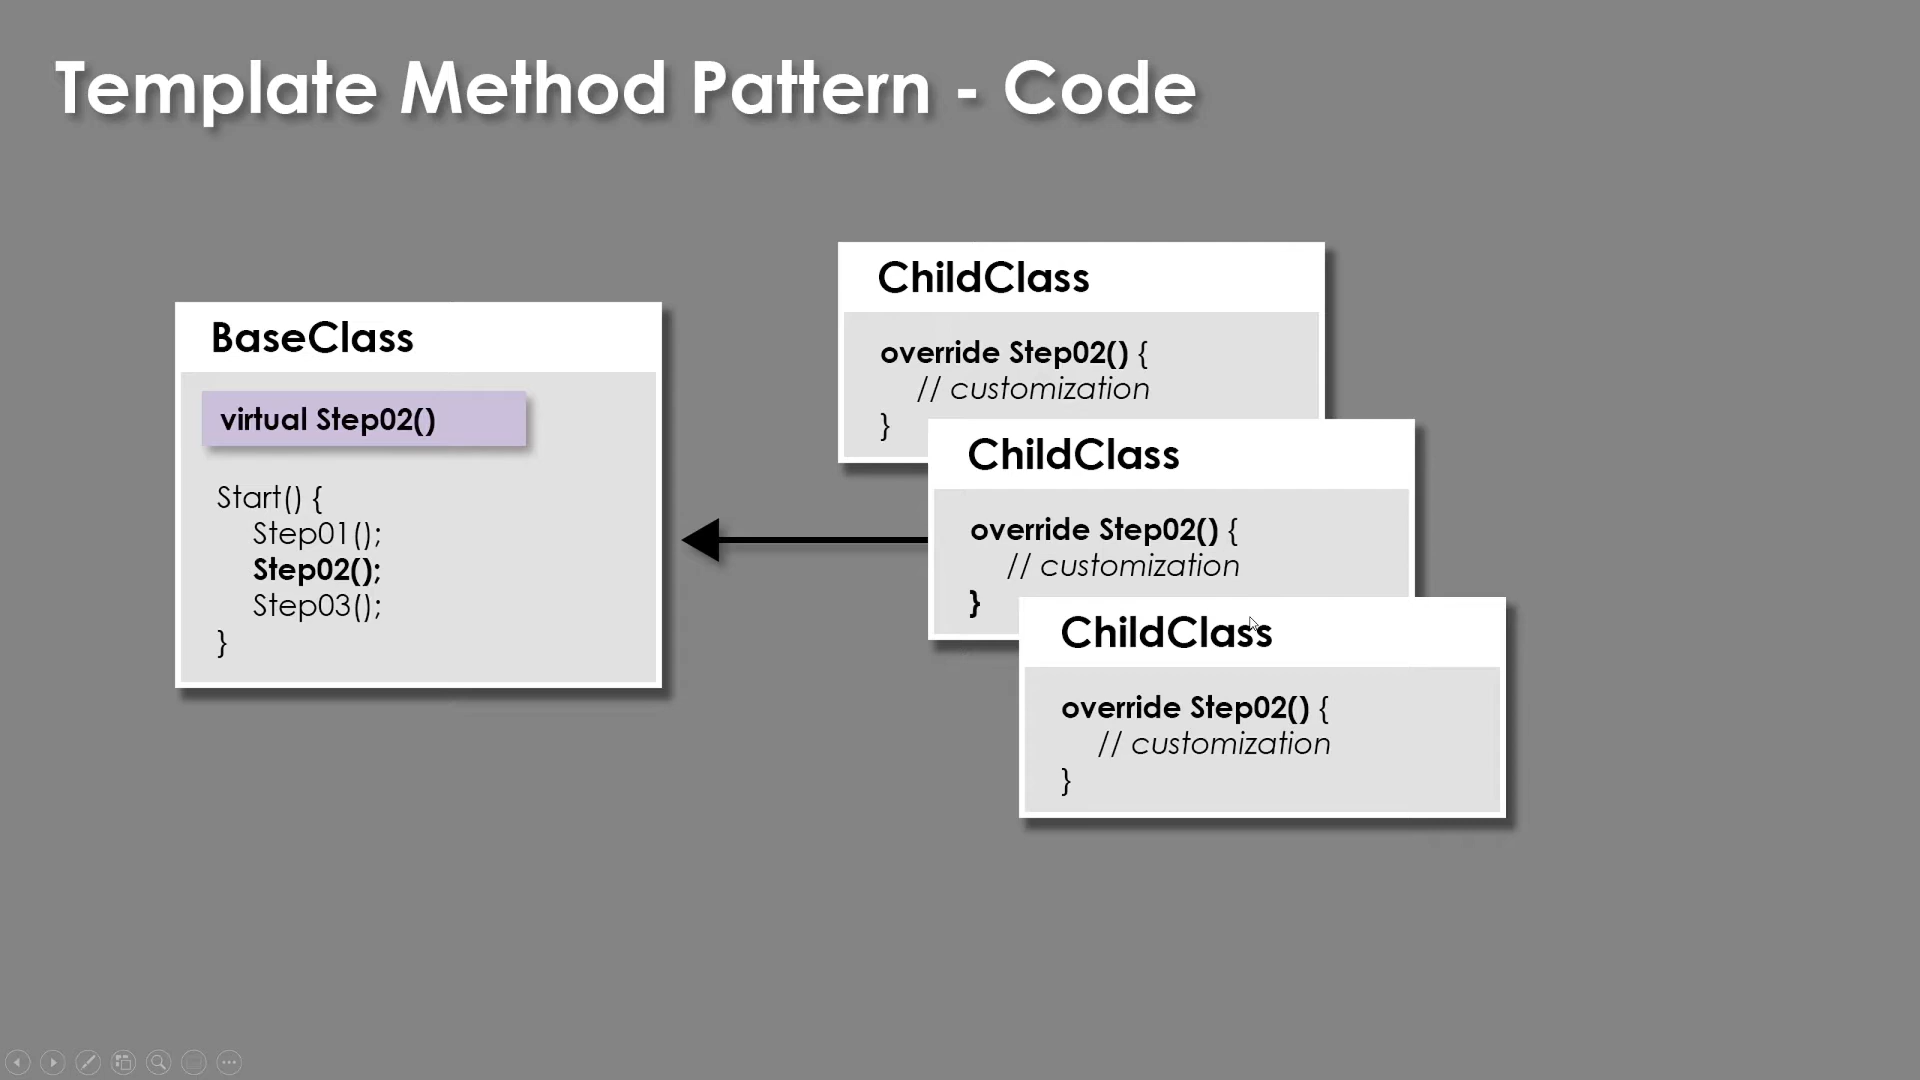 Template Method Pattern - Code
BaseClass
virtual Step02()
Start() {
Step01();
Step02();
Step03();
}
ChildClass
override Step02() {
// customization
}
ChildClass
override Step02() {
// customization
}
ChildClass
override Step02() {
// customization
}